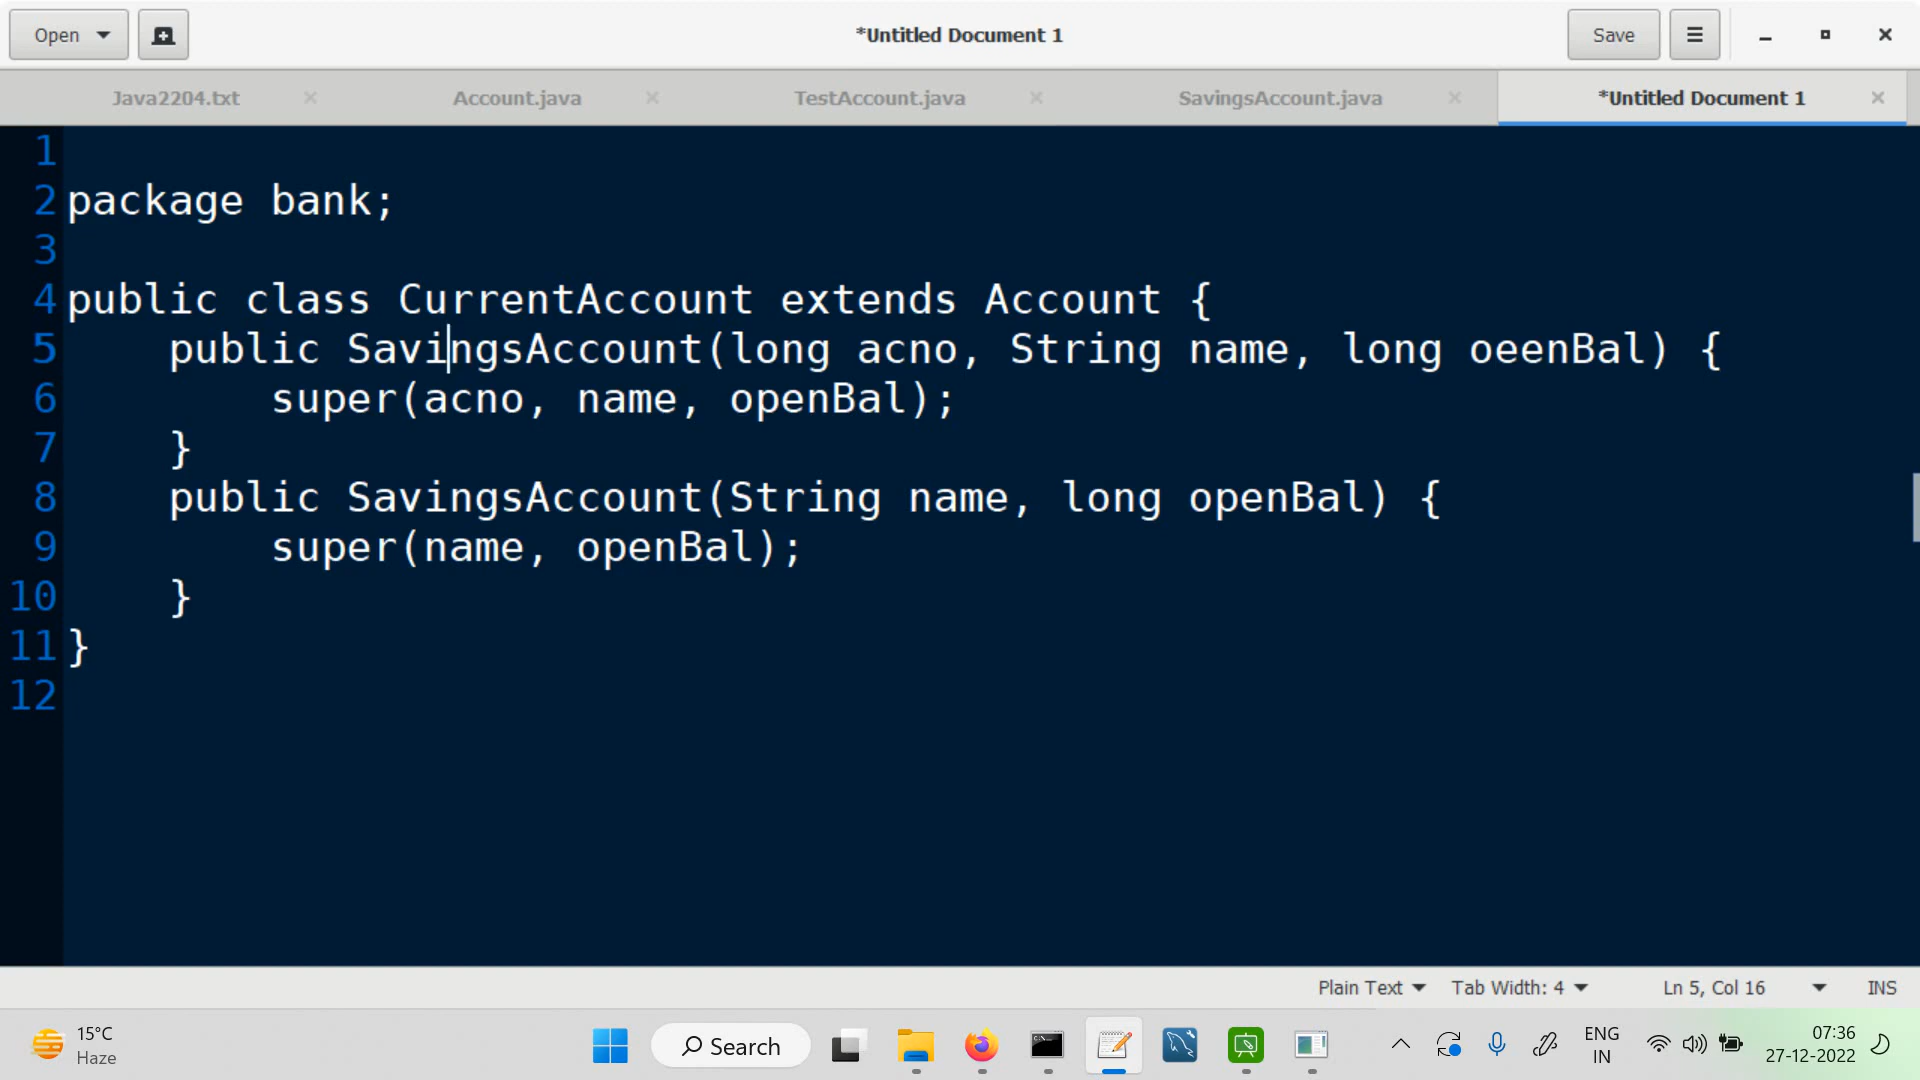 Open *Untitled Document 1 Save
Java2204.txt Account.java TestAccount.java SavingsAccount.java *Untitled Document 1
1
2 package bank;
3
4 public class CurrentAccount extends Account {
5 public SavingsAccount(long acno, String name, long oeenBal) {
6 super(acno, name, openBal);
7 }
8 public SavingsAccount(String name, long openBal) {
9 super(name, openBal);
10 }
11 }
12
Plain Text Tab Width: 4 Ln 5, Col 16 INS
15°C
Haze
Search
ENG
IN
07:36
27-12-2022